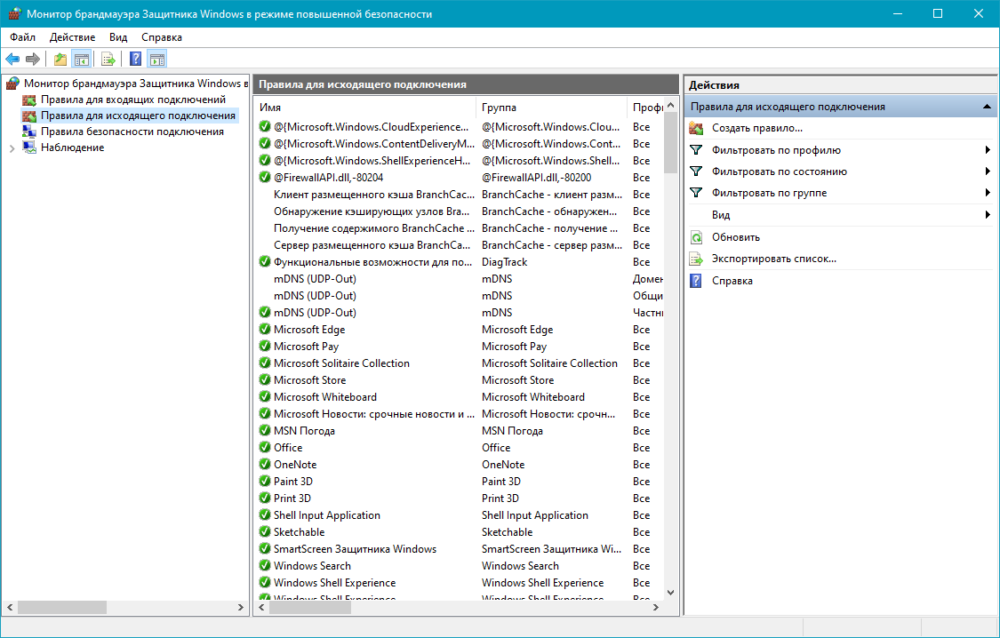 Монитор брандмауэра Защитника Windows в режиме повышенной безопасности
Файл Действие Вид Справка
Монитор брандмауэра Защитника Windows в
Правила для входящих подключений
Правила для исходящего подключения
Правила безопасности подключения
Наблюдение
Правила для исходящего подключения
Имя Группа Профи
@{Microsoft.Windows.CloudExperience... @{Microsoft.Windows.Clou... Все
@{Microsoft.Windows.ContentDeliveryM... @{Microsoft.Windows.Cont... Все
@{Microsoft.Windows.ShellExperienceH... @{Microsoft.Windows.Shell... Все
@FirewallAPI.dll,-80204 @FirewallAPI.dll,-80200 Все
Клиент размещенного кэша BranchCac... BranchCache - клиент разм... Все
Обнаружение кэширующих узлов Bra... BranchCache - обнаружен... Все
Получение содержимого BranchCache ... BranchCache - получение ... Все
Сервер размещенного кэша BranchCa... BranchCache - сервер разм... Все
Функциональные возможности для по... DiagTrack Все
mDNS (UDP-Out) mDNS Домен
mDNS (UDP-Out) mDNS Общи
mDNS (UDP-Out) mDNS Частн
Microsoft Edge Microsoft Edge Все
Microsoft Pay Microsoft Pay Все
Microsoft Solitaire Collection Microsoft Solitaire Collection Все
Microsoft Store Microsoft Store Все
Microsoft Whiteboard Microsoft Whiteboard Все
Microsoft Новости: срочные новости и ... Microsoft Новости: срочн... Все
MSN Погода MSN Погода Все
Office Office Все
OneNote OneNote Все
Paint 3D Paint 3D Все
Print 3D Print 3D Все
Shell Input Application Shell Input Application Все
Sketchable Sketchable Все
SmartScreen Защитника Windows SmartScreen Защитника Wi... Все
Windows Search Windows Search Все
Windows Shell Experience Windows Shell Experience Все
Windows Shell Experience Windows Shell Experience Все
Действия
Правила для исходящего подключения
Создать правило...
Фильтровать по профилю
Фильтровать по состоянию
Фильтровать по группе
Вид
Обновить
Экспортировать список...
Справка